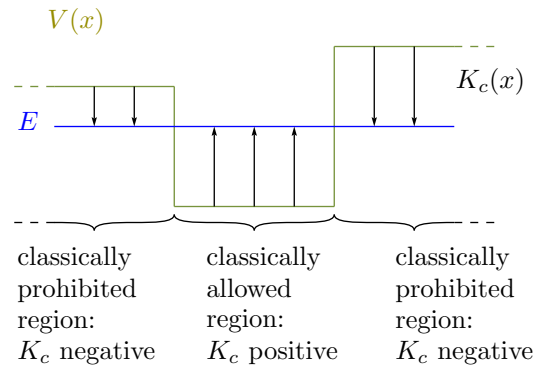 V(x)
K_c(x)
E
classically
prohibited
region:
K_c negative
classically
allowed
region:
K_c positive
classically
prohibited
region:
K_c negative